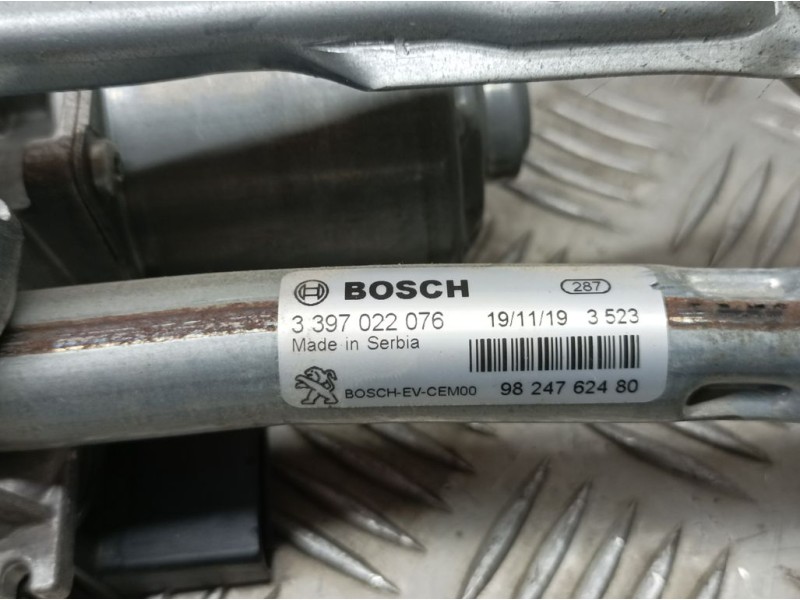 BOSCH 287
3 397 022 076 19/11/19 3 523
Made in Serbia
BOSCH-EV-CEM00 98 247 624 80